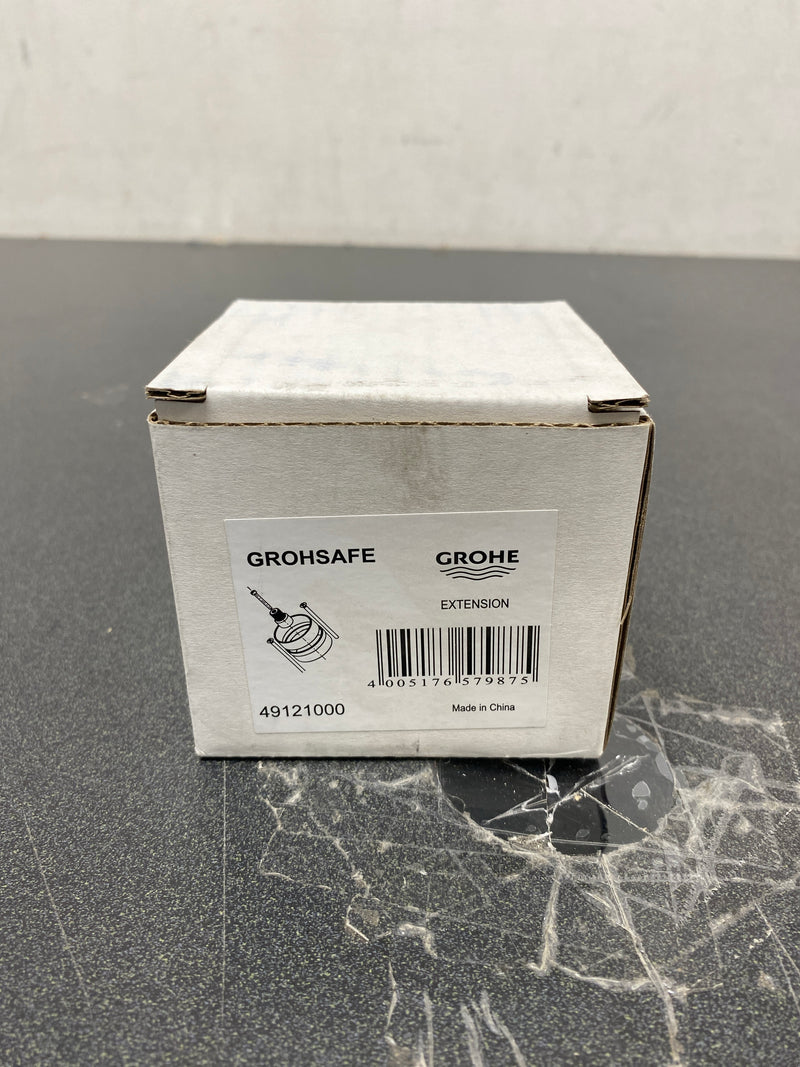 GROHSAFE
GROHE
EXTENSION
4 005176 579875
49121000
Made in China